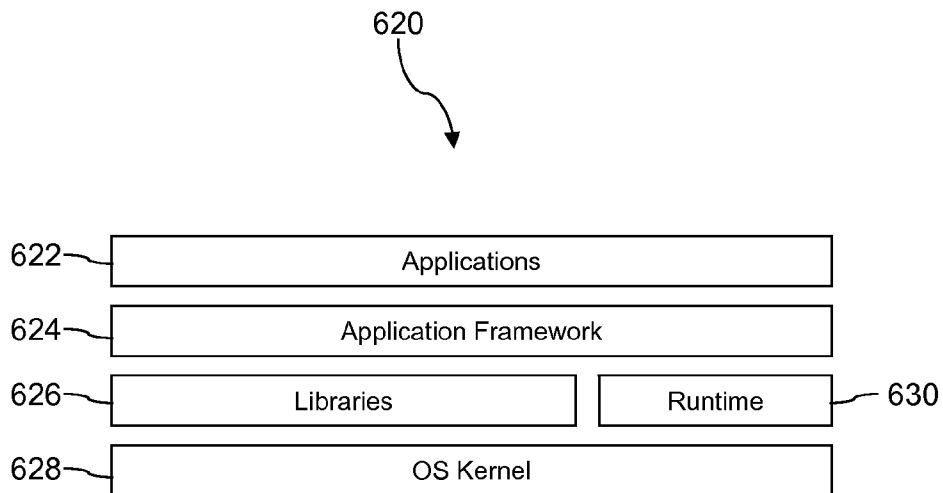 620
622 Applications
624 Application Framework
626 Libraries Runtime 630
628 OS Kernel